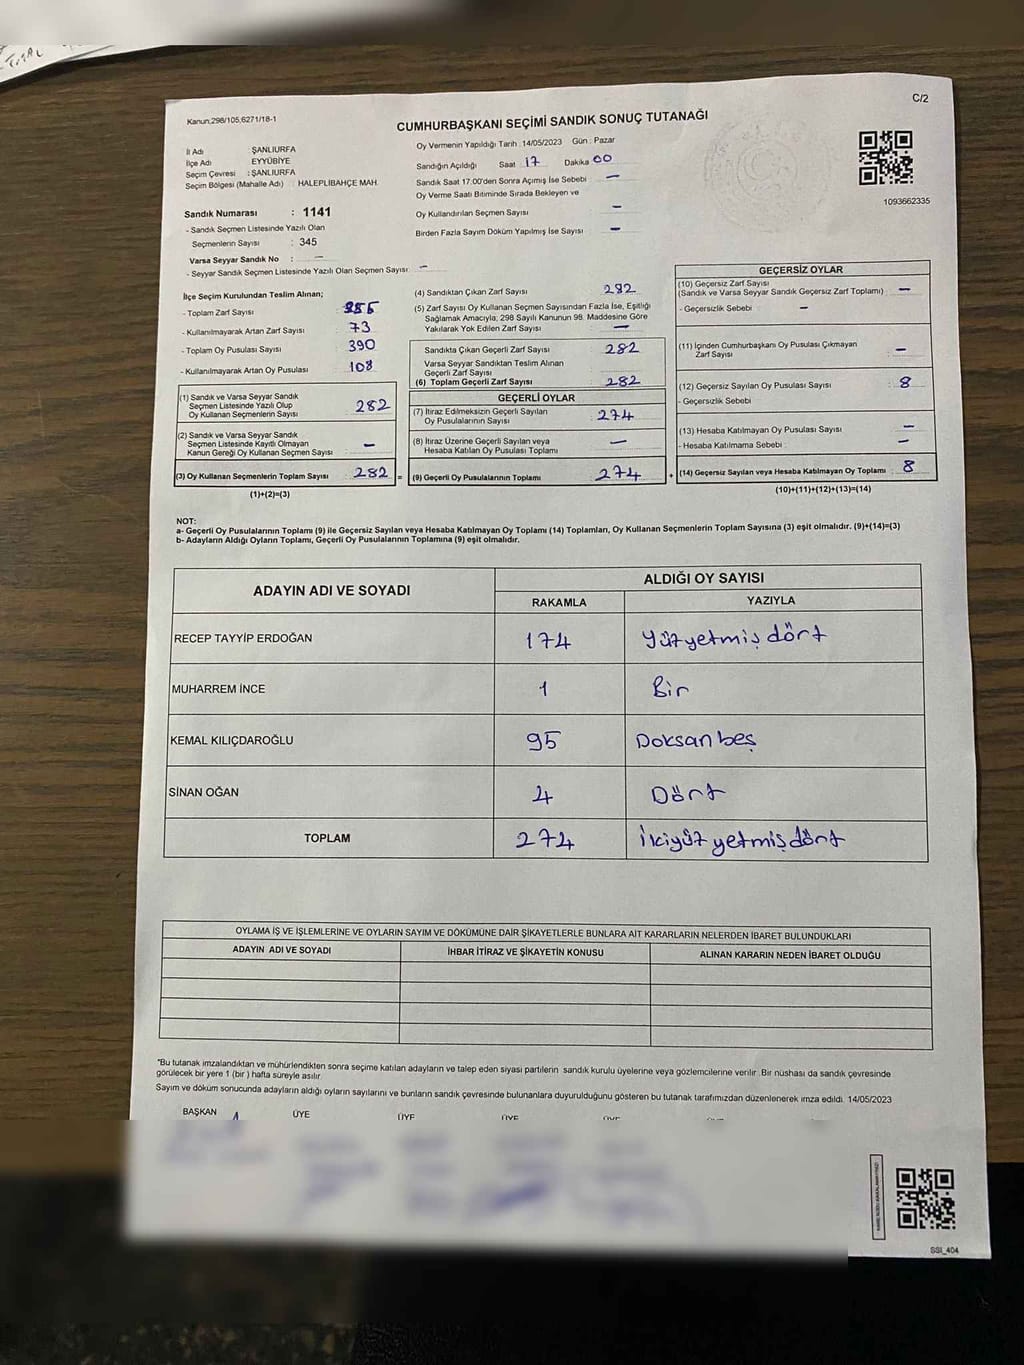 TOTAL
C/2
Kanun:298/105,6271/18-1
CUMHURBAŞKANI SEÇİMİ SANDIK SONUÇ TUTANAĞI
İl Adı : ŞANLIURFA
İlçe Adı : EYYÜBİYE
Seçim Çevresi : ŞANLIURFA
Seçim Bölgesi (Mahalle Adı) : HALEPLİBAHÇE MAH.
Oy Vermenin Yapıldığı Tarih :14/05/2023 Gün : Pazar
Sandığın Açıldığı Saat 17 Dakika 00
Sandık Saat 17:00'den Sonra Açımış İse Sebebi —
Oy Verme Saati Bitiminde Sırada Bekleyen ve
Oy Kullandırılan Seçmen Sayısı —
Birden Fazla Sayım Döküm Yapılmış İse Sayısı —
1093662335
Sandık Numarası : 1141
- Sandık Seçmen Listesinde Yazılı Olan
Seçmenlerin Sayısı : 345
Varsa Seyyar Sandık No : —
- Seyyar Sandık Seçmen Listesinde Yazılı Olan Seçmen Sayısı: —
İlçe Seçim Kurulundan Teslim Alınan;
- Toplam Zarf Sayısı
- Kullanılmayarak Artan Zarf Sayısı 73
- Toplam Oy Pusulası Sayısı 390
- Kullanılmayarak Artan Oy Pusulası 108
(1) Sandık ve Varsa Seyyar Sandık
Seçmen Listesinde Yazılı Olup
Oy Kullanan Seçmenlerin Sayısı 282
(2) Sandık ve Varsa Seyyar Sandık
Seçmen Listesinde Kayıtlı Olmayan
Kanun Gereği Oy Kullanan Seçmen Sayısı —
(3) Oy Kullanan Seçmenlerin Toplam Sayısı 282 =
(1)+(2)=(3)
(4) Sandıktan Çıkan Zarf Sayısı 282
(5) Zarf Sayısı Oy Kullanan Seçmen Sayısından Fazla İse, Eşitliği
Sağlamak Amacıyla; 298 Sayılı Kanunun 98. Maddesine Göre
Yakılarak Yok Edilen Zarf Sayısı —
Sandıkta Çıkan Geçerli Zarf Sayısı 282
Varsa Seyyar Sandıktan Teslim Alınan
Geçerli Zarf Sayısı
(6) Toplam Geçerli Zarf Sayısı 282
GEÇERLİ OYLAR
(7) İtiraz Edilmeksizin Geçerli Sayılan
Oy Pusulalarının Sayısı 274
(8) İtiraz Üzerine Geçerli Sayılan veya
Hesaba Katılan Oy Pusulası Toplamı —
(9) Geçerli Oy Pusulalarının Toplamı 274 +
GEÇERSİZ OYLAR
(10) Geçersiz Zarf Sayısı
(Sandık ve Varsa Seyyar Sandık Geçersiz Zarf Toplamı) —
- Geçersizlik Sebebi —
(11) İçinden Cumhurbaşkanı Oy Pusulası Çıkmayan
Zarf Sayısı —
(12) Geçersiz Sayılan Oy Pusulası Sayısı : 8
- Geçersizlik Sebebi
(13) Hesaba Katılmayan Oy Pusulası Sayısı —
- Hesaba Katılmama Sebebi : —
(14) Geçersiz Sayılan veya Hesaba Katılmayan Oy Toplamı : 8
(10)+(11)+(12)+(13)=(14)
NOT:
a- Geçerli Oy Pusulalarının Toplamı (9) ile Geçersiz Sayılan veya Hesaba Katılmayan Oy Toplamı (14) Toplamları, Oy Kullanan Seçmenlerin Toplam Sayısına (3) eşit olmalıdır. (9)+(14)=(3)
b- Adayların Aldığı Oyların Toplamı, Geçerli Oy Pusulalarının Toplamına (9) eşit olmalıdır.
ADAYIN ADI VE SOYADI
ALDIĞI OY SAYISI
RAKAMLA YAZIYLA
RECEP TAYYİP ERDOĞAN 174 Yüzyetmiş dört
MUHARREM İNCE 1 Bir
KEMAL KILIÇDAROĞLU 95 Doksan beş
SİNAN OĞAN 4 Dört
TOPLAM 274 İkiyüz yetmiş dört
OYLAMA İŞ VE İŞLEMLERİNE VE OYLARIN SAYIM VE DÖKÜMÜNE DAİR ŞİKAYETLERLE BUNLARA AİT KARARLARIN NELERDEN İBARET BULUNDUKLARI
ADAYIN ADI VE SOYADI İHBAR İTİRAZ VE ŞİKAYETİN KONUSU ALINAN KARARIN NEDEN İBARET OLDUĞU
"Bu tutanak imzalandıktan ve mühürlendikten sonra seçime katılan adayların ve talep eden siyasi partilerin sandık kurulu üyelerine veya gözlemcilerine verilir. Bir nüshası da sandık çevresinde
görülecek bir yere 1 (bir) hafta süreyle asılır.
Sayım ve döküm sonucunda adayların aldığı oyların sayılarını ve bunların sandık çevresinde bulunanlara duyurulduğunu gösteren bu tutanak tarafımızdan düzenlenerek imza edildi. 14/05/2023
BAŞKAN ÜYE ÜYE ÜYE
SSI_404